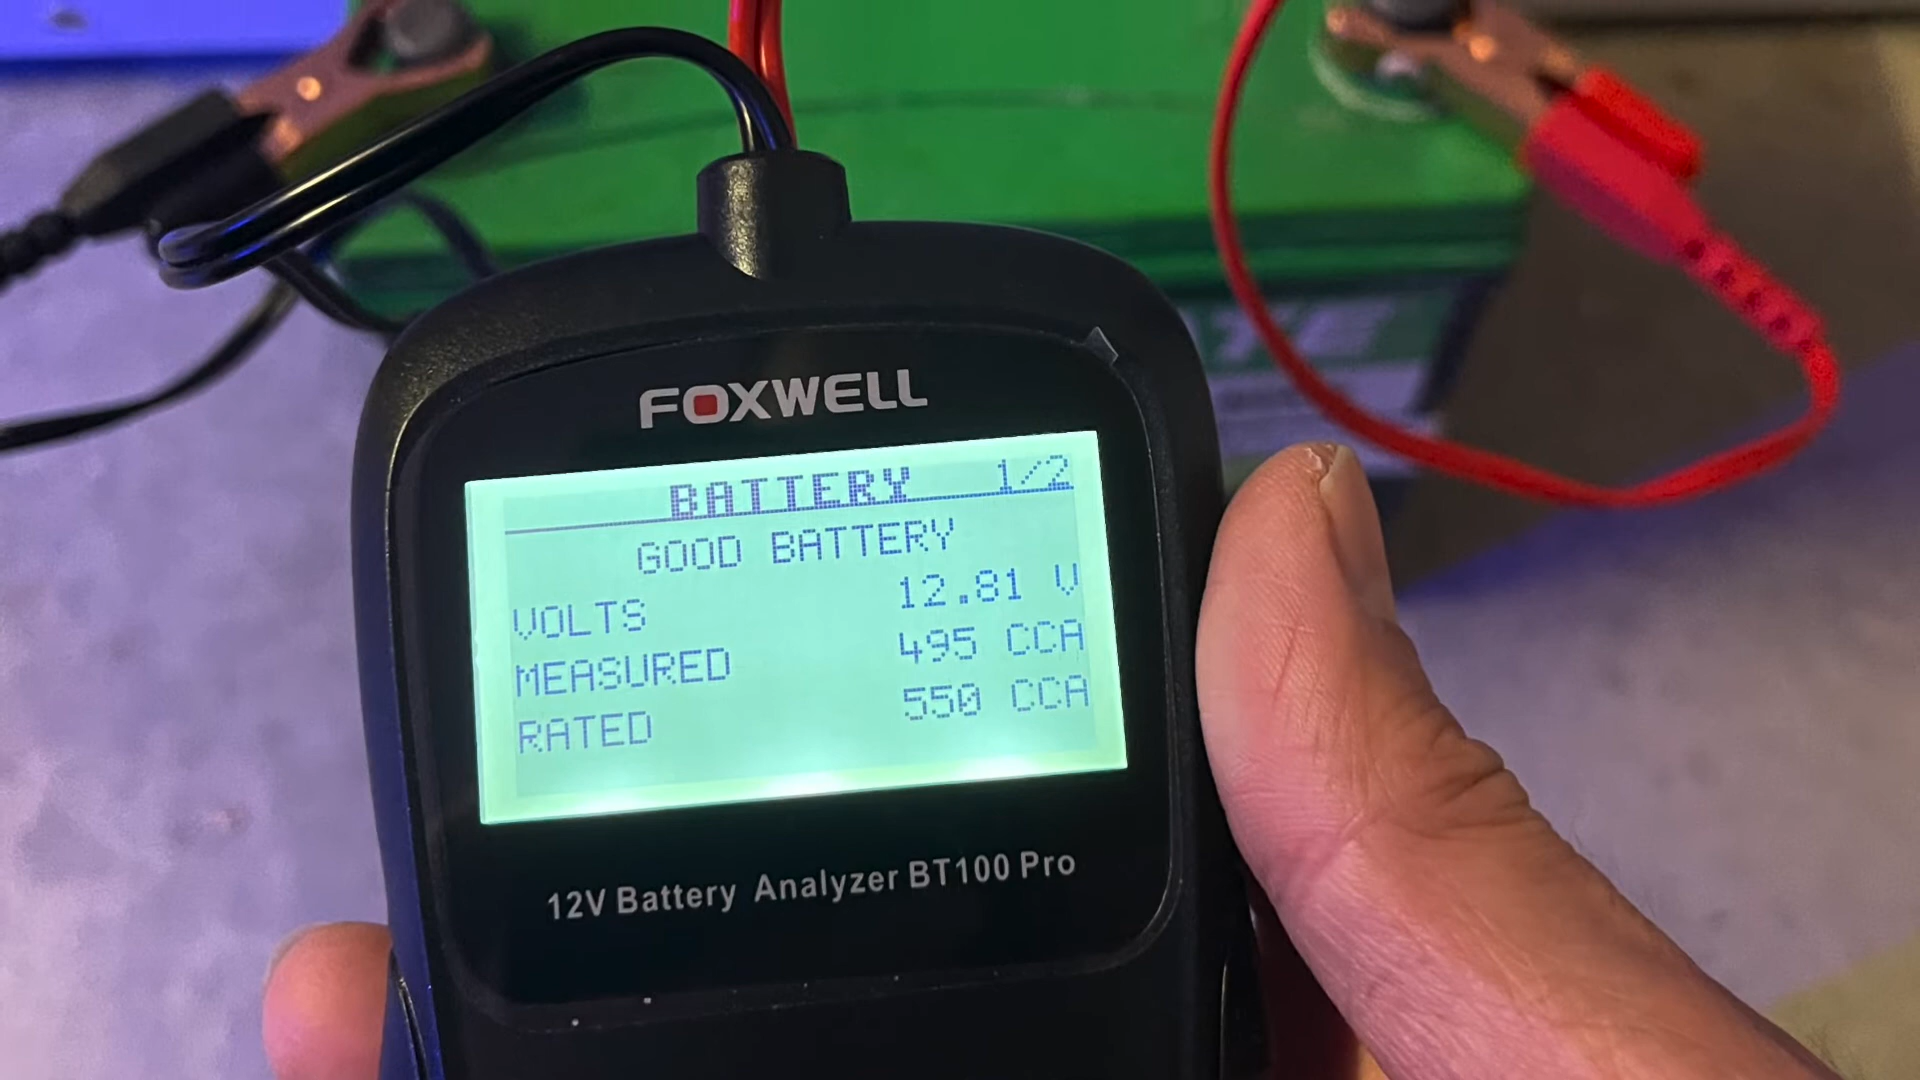 ATE
FOXWELL
BATTERY 1/2
GOOD BATTERY
VOLTS 12.81 V
MEASURED 495 CCA
RATED 550 CCA
12V Battery Analyzer BT100 Pro